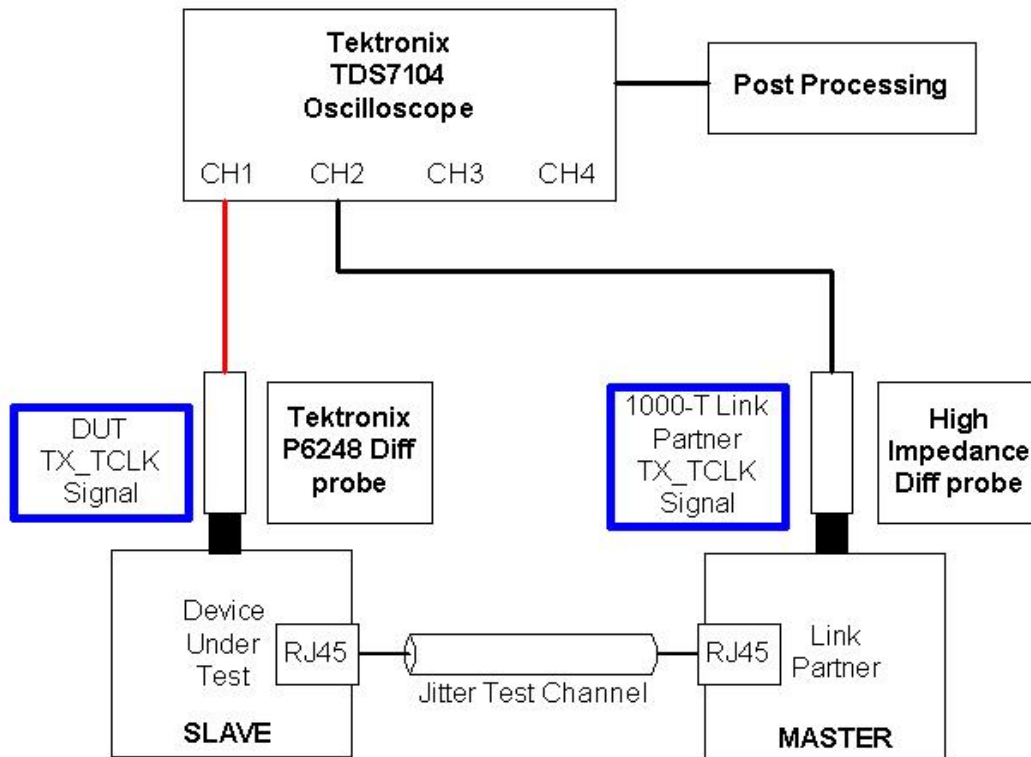 Tektronix
TDS7104
Oscilloscope
CH1 CH2 CH3 CH4
Post Processing
DUT
TX_TCLK
Signal
Tektronix
P6248 Diff
probe
1000-T Link
Partner
TX_TCLK
Signal
High
Impedance
Diff probe
Device
Under
Test
RJ45
SLAVE
Jitter Test Channel
RJ45
Link
Partner
MASTER